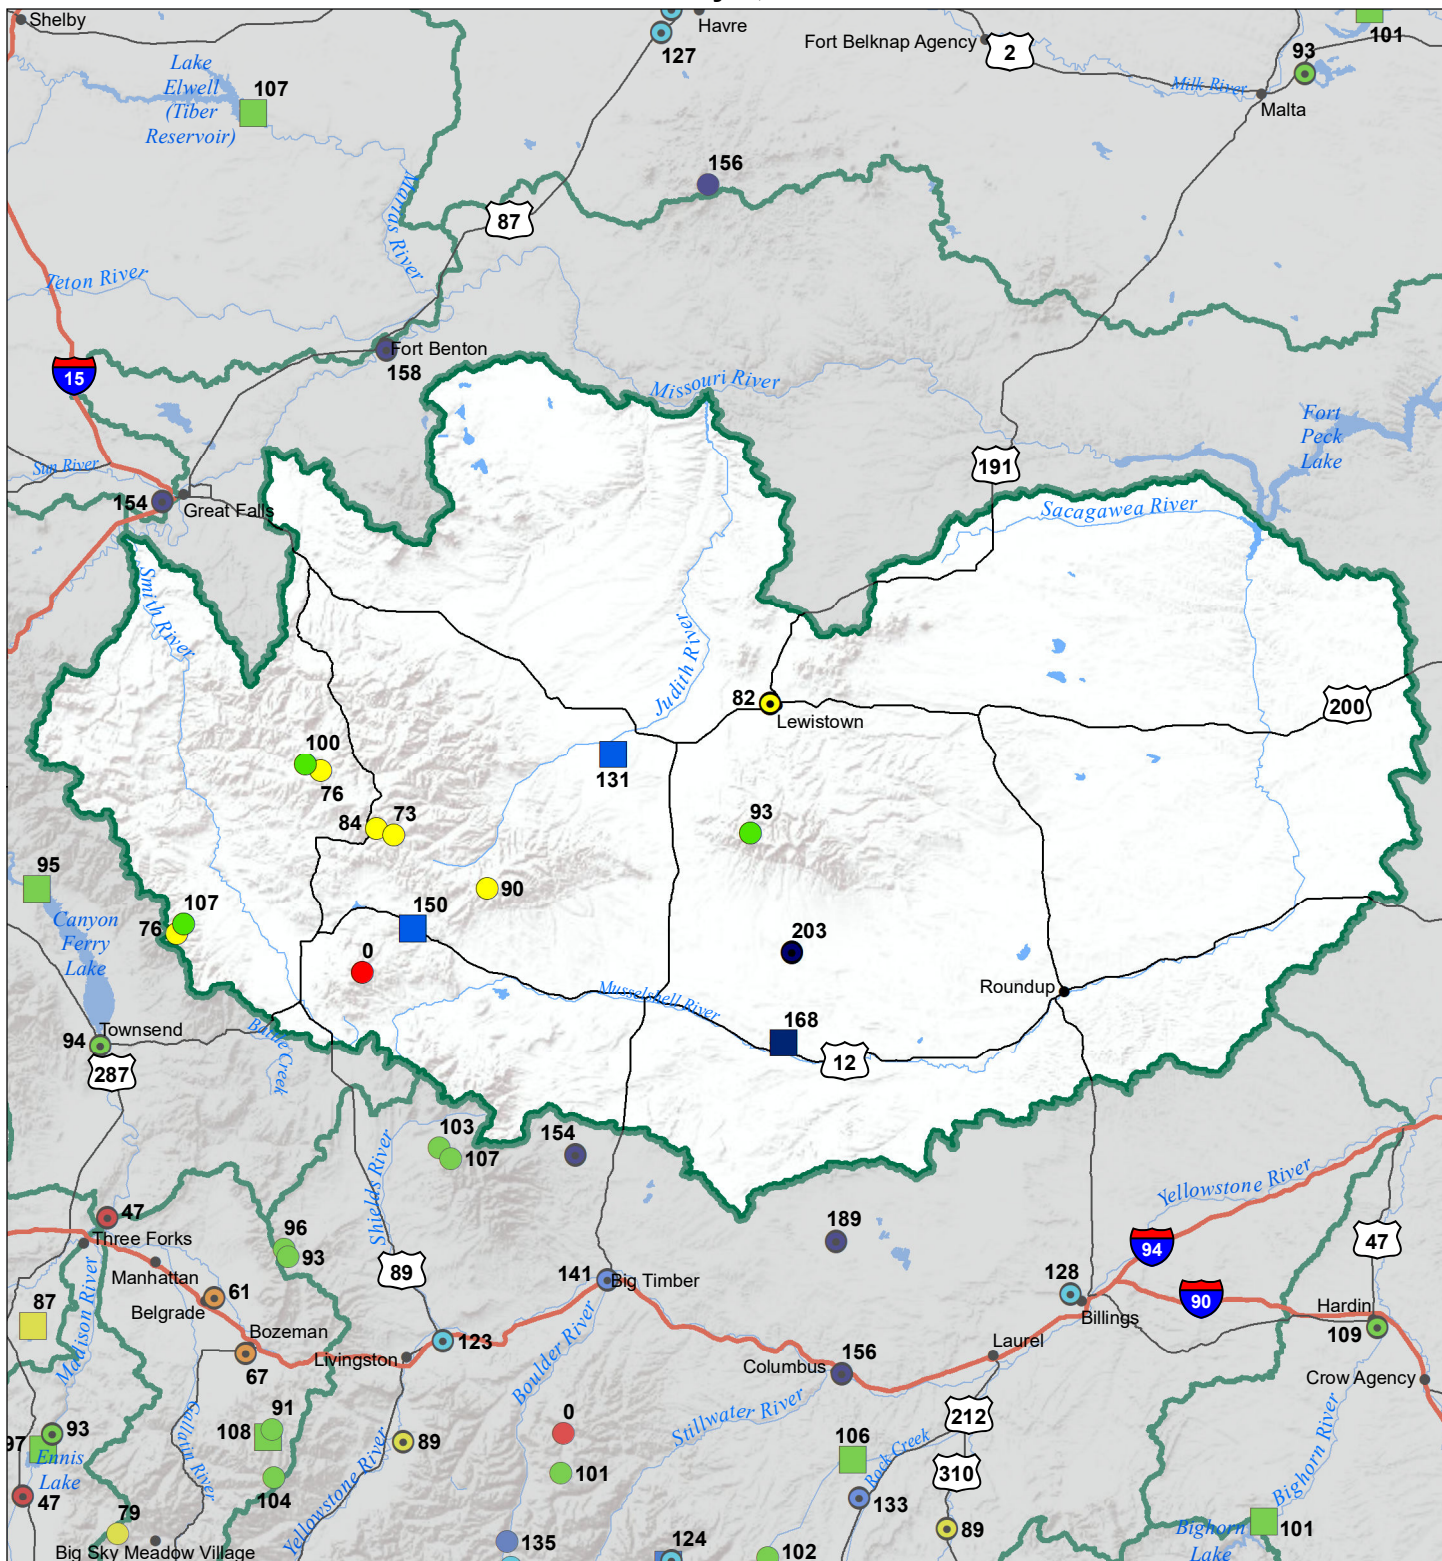 Shelby
Havre
127
Fort Belknap Agency
2
93
101
Lake
Elwell
(Tiber
Reservoir)
107
Milk River
Malta
156
Marias River
87
Teton River
15
Fort Benton
158
Missouri River
Fort
Peck
Lake
Sun River
191
154
Great Falls
Sacagawea River
Smith River
Judith River
82
Lewistown
200
100
76
131
84
73
93
95
90
Canyon
Ferry
Lake
107
76
150
203
0
Musselshell River
Roundup
168
12
Townsend
94
287
Battle Creek
103
107
154
Shields River
Yellowstone River
47
Three Forks
96
93
189
94
47
Manhattan
89
141
Big Timber
128
Billings
90
Hardin
109
87
Belgrade
61
Madison River
Bozeman
67
Livingston
123
Boulder River
Laurel
Columbus
156
Crow Agency
91
108
93
97
Ennis
Lake
Gallatin River
89
0
101
Stillwater River
212
106
Rock Creek
310
Bighorn River
47
104
133
79
Yellowstone River
135
124
102
89
101
Bighorn
Lake
Big Sky Meadow Village